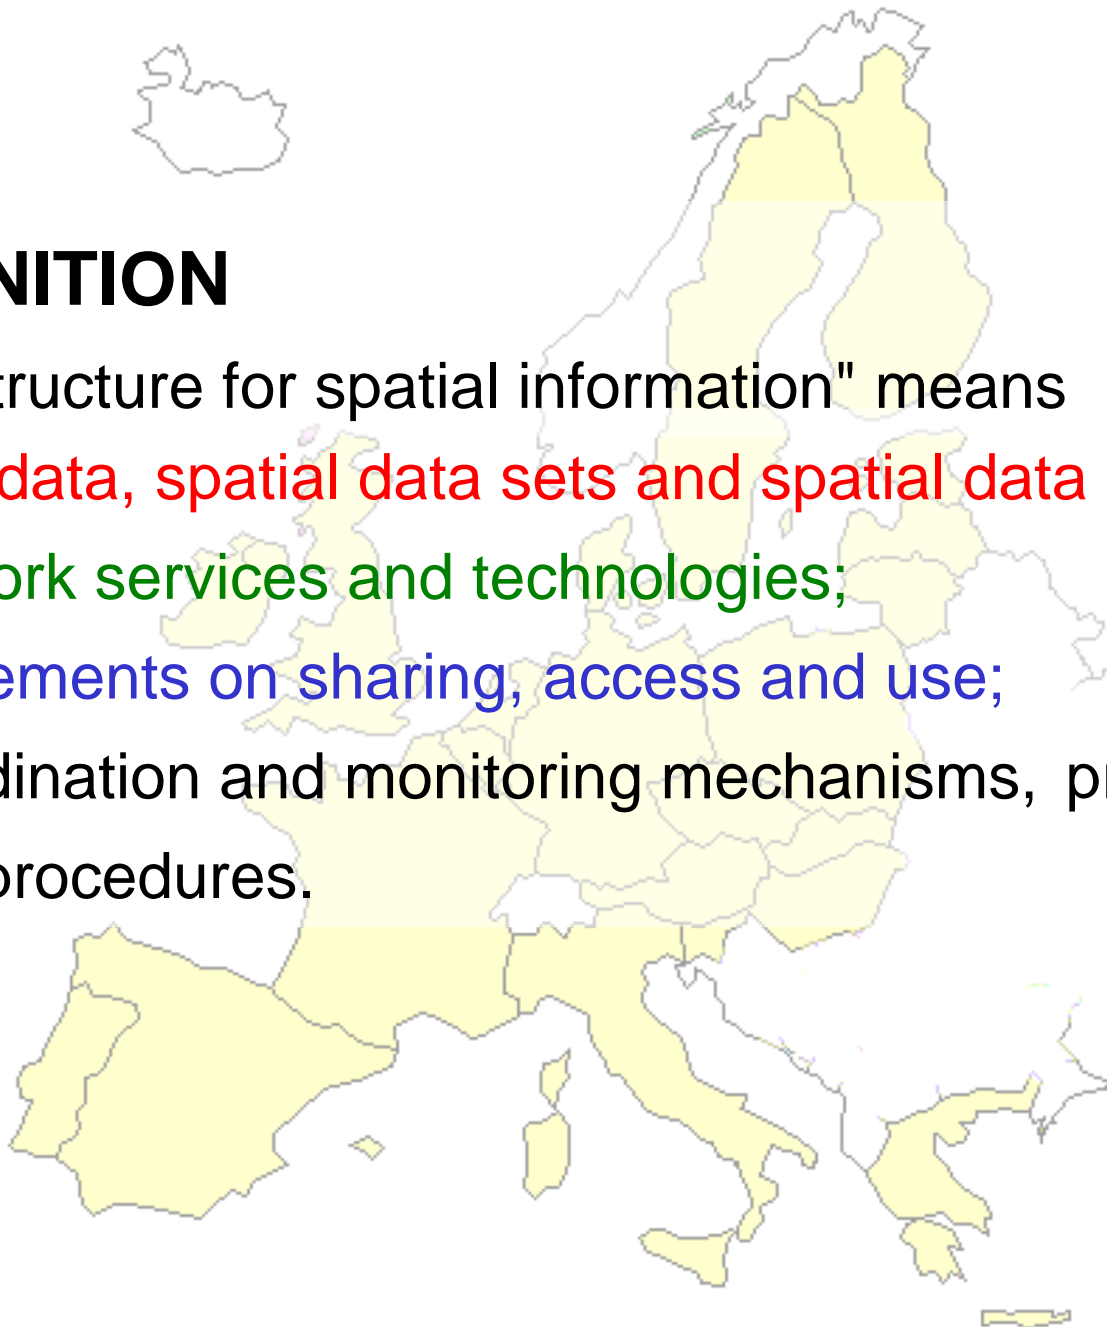 NITION
tructure for spatial information" means
data, spatial data sets and spatial data
ork services and technologies;
ements on sharing, access and use;
dination and monitoring mechanisms, pr
procedures.